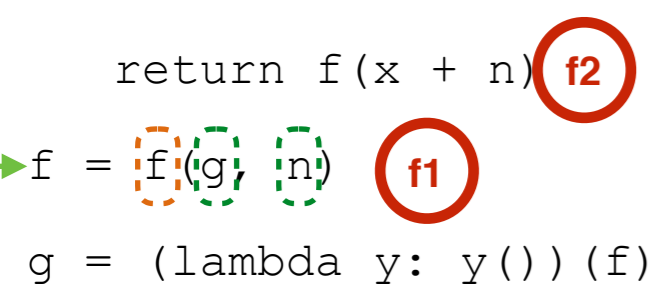 return f(x + n) f2
f = f(g, n) f1
g = (lambda y: y())(f)